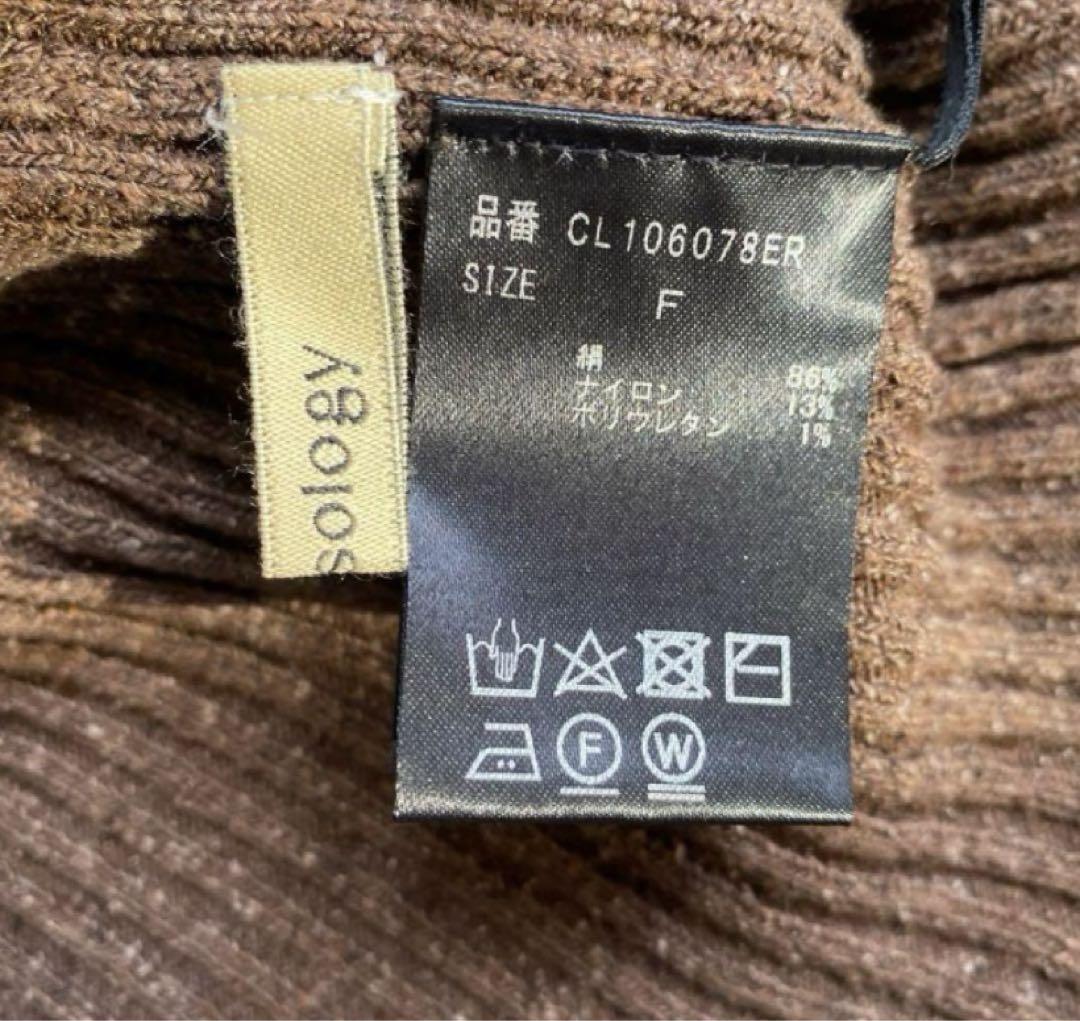 sology
品番 CL106078ER
SIZE F
絹 86%
ナイロン 13%
ポリウレタン 1%
F W